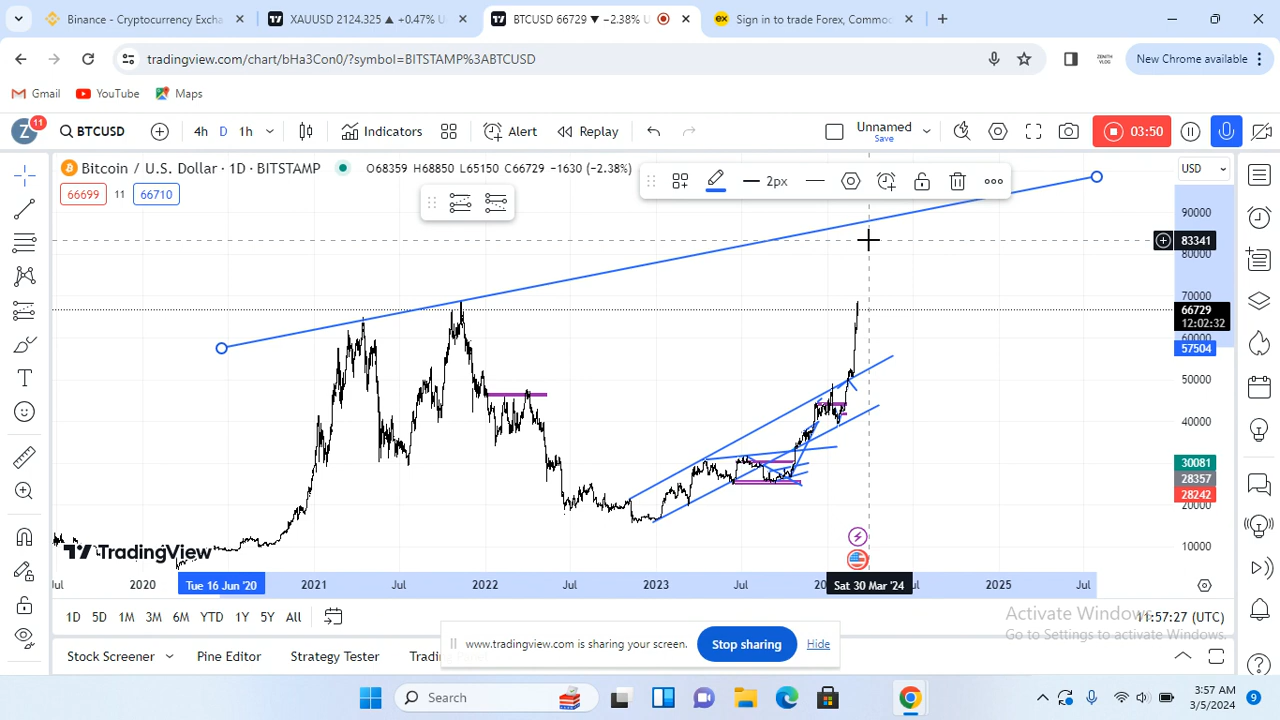 Binance - Cryptocurrency Excha
XAUUSD 2124.325 ▲ +0.47% U
BTCUSD 66729 ▼ −2.38%
Sign in to trade Forex, Commod
tradingview.com/chart/bHa3Con0/?symbol=BITSTAMP%3ABTCUSD
ZENITH VLOG
New Chrome available
Gmail
YouTube
Maps
Z 11
BTCUSD
4h D 1h
Indicators
Alert
Replay
Unnamed
Save
03:50
Bitcoin / U.S. Dollar · 1D · BITSTAMP
O68359 H68850 L65150 C66729 −1630 (−2.38%)
2px
USD
66699 11 66710
90000
83341
80000
70000
66729
12:02:32
60000
57504
50000
40000
30081
28357
28242
20000
10000
TradingView
Jul
2020
Tue 16 Jun '20
2021
Jul
2022
Jul
2023
Jul
Sat 30 Mar '24
2025
Jul
1D 5D 1M 3M 6M YTD 1Y 5Y All
11:57:27 (UTC)
Activate Windows
Go to Settings to activate Windows.
www.tradingview.com is sharing your screen.
Stop sharing
Hide
Stock Screener
Pine Editor
Strategy Tester
Search
3:57 AM
3/5/2024
9